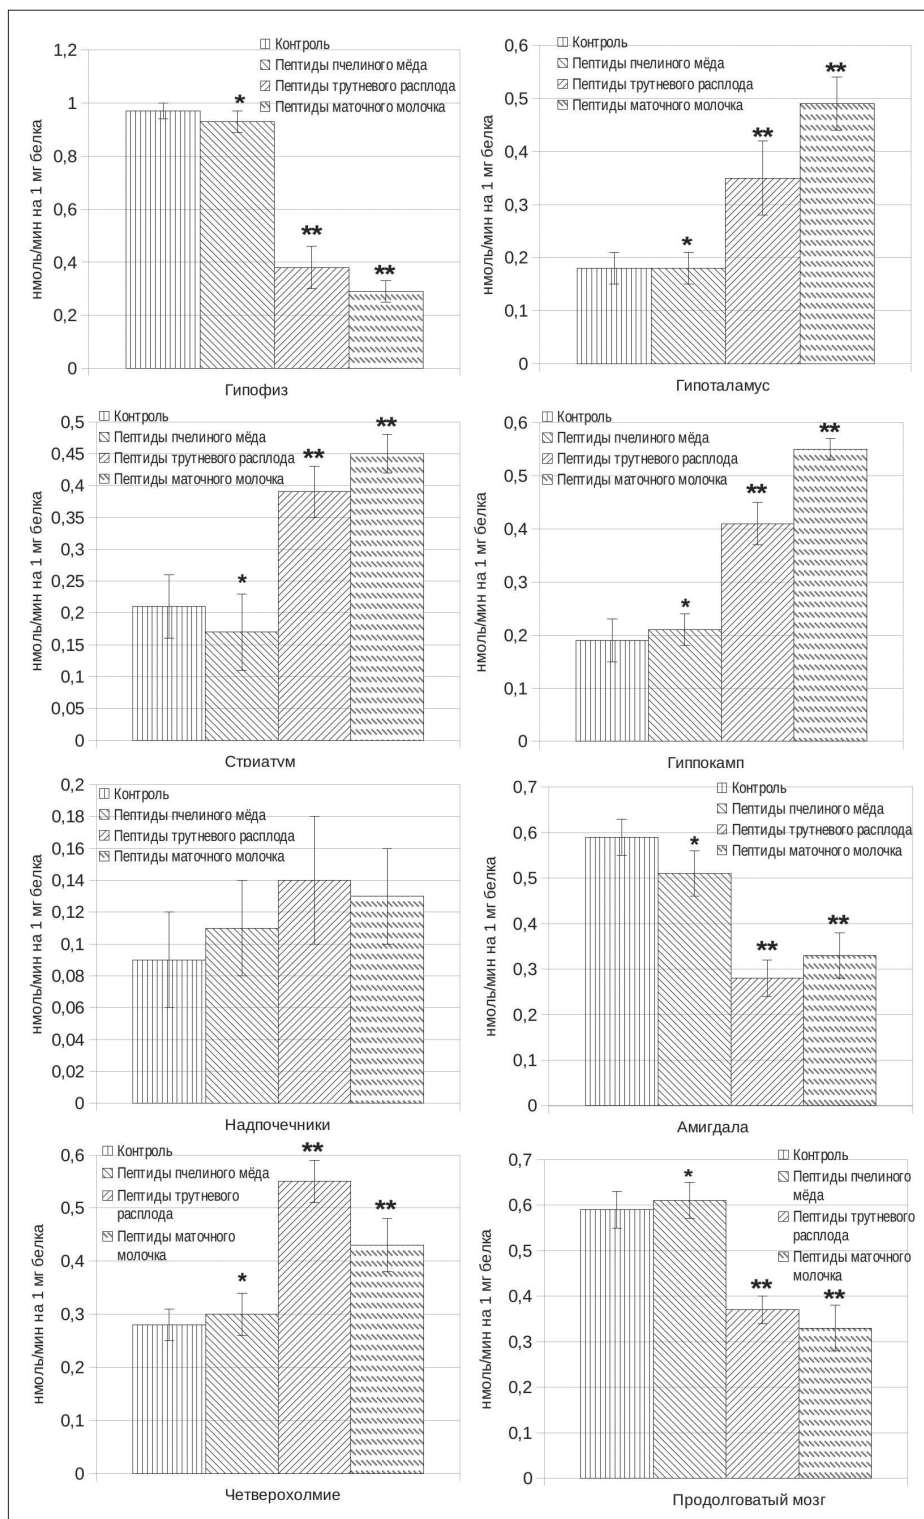 нмоль/мин на 1 мг белка
1,2
1
0,8
0,6
0,4
0,2
0
Контроль
Пептиды пчелиного мёда
Пептиды трутневого расплода
Пептиды маточного молочка
*
**
**
Гипофиз
нмоль/мин на 1 мг белка
0,6
0,5
0,4
0,3
0,2
0,1
0
Контроль
Пептиды пчелиного мёда
Пептиды трутневого расплода
Пептиды маточного молочка
*
**
**
Гипоталамус
нмоль/мин на 1 мг белка
0,5
0,45
0,4
0,35
0,3
0,25
0,2
0,15
0,1
0,05
0
Контроль
Пептиды пчелиного мёда
Пептиды трутневого расплода
Пептиды маточного молочка
*
**
**
Стриатум
нмоль/мин на 1 мг белка
0,6
0,5
0,4
0,3
0,2
0,1
0
Контроль
Пептиды пчелиного мёда
Пептиды трутневого расплода
Пептиды маточного молочка
*
**
**
Гиппокамп
нмоль/мин на 1 мг белка
0,2
0,18
0,16
0,14
0,12
0,1
0,08
0,06
0,04
0,02
0
Контроль
Пептиды пчелиного мёда
Пептиды трутневого расплода
Пептиды маточного молочка
Надпочечники
нмоль/мин на 1 мг белка
0,7
0,6
0,5
0,4
0,3
0,2
0,1
0
Контроль
Пептиды пчелиного мёда
Пептиды трутневого расплода
Пептиды маточного молочка
*
**
**
Амигдала
нмоль/мин на 1 мг белка
0,6
0,5
0,4
0,3
0,2
0,1
0
Контроль
Пептиды пчелиного мёда
Пептиды трутневого
расплода
Пептиды маточного
молочка
*
**
**
Четверохолмие
нмоль/мин на 1 мг белка
0,7
0,6
0,5
0,4
0,3
0,2
0,1
0
Контроль
Пептиды пчелиного
мёда
Пептиды трутневого
расплода
Пептиды маточного
молочка
*
**
**
Продолговатый мозг